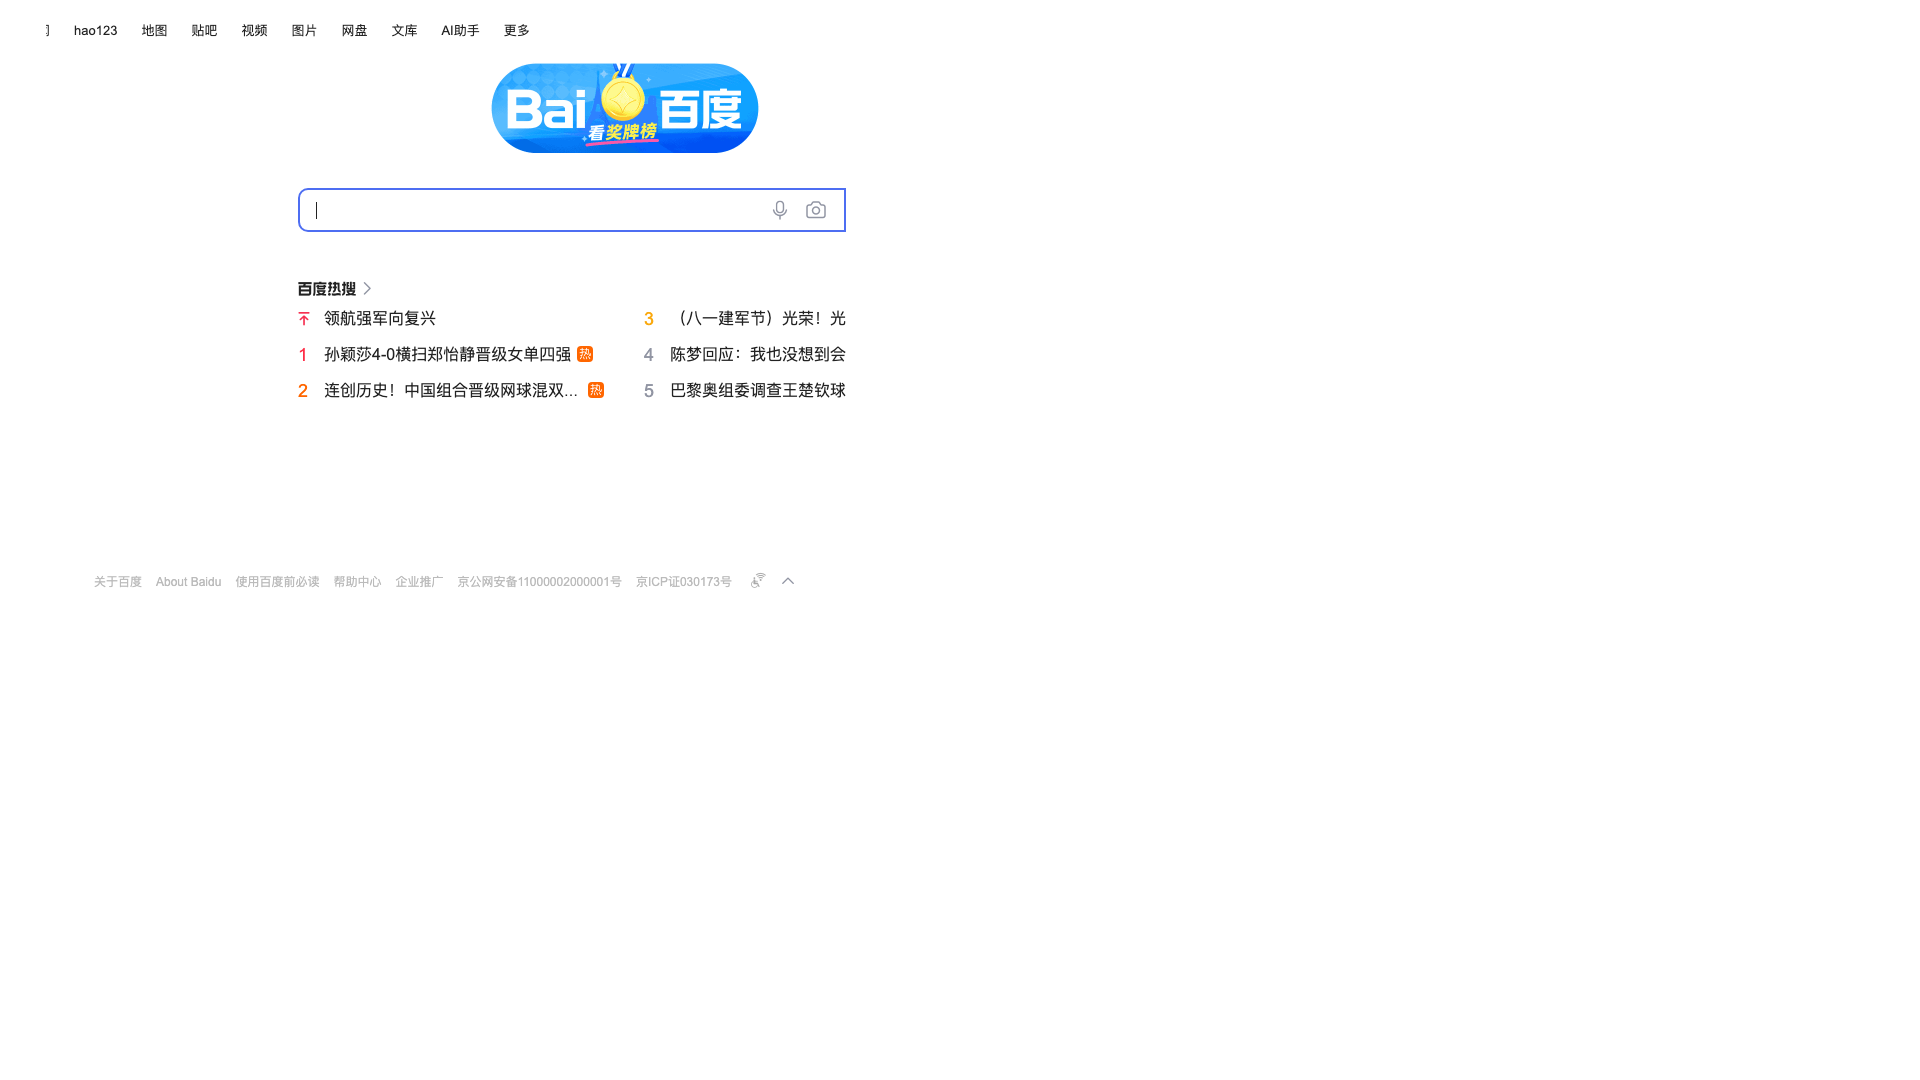 hao123 地图 贴吧 视频 图片 网盘 文库 AI助手 更多
Bai 百度
看奖牌榜
百度热搜
领航强军向复兴
1 孙颖莎4-0横扫郑怡静晋级女单四强 热
2 连创历史！中国组合晋级网球混双... 热
3 （八一建军节）光荣！光
4 陈梦回应：我也没想到会
5 巴黎奥组委调查王楚钦球
关于百度 About Baidu 使用百度前必读 帮助中心 企业推广 京公网安备11000002000001号 京ICP证030173号